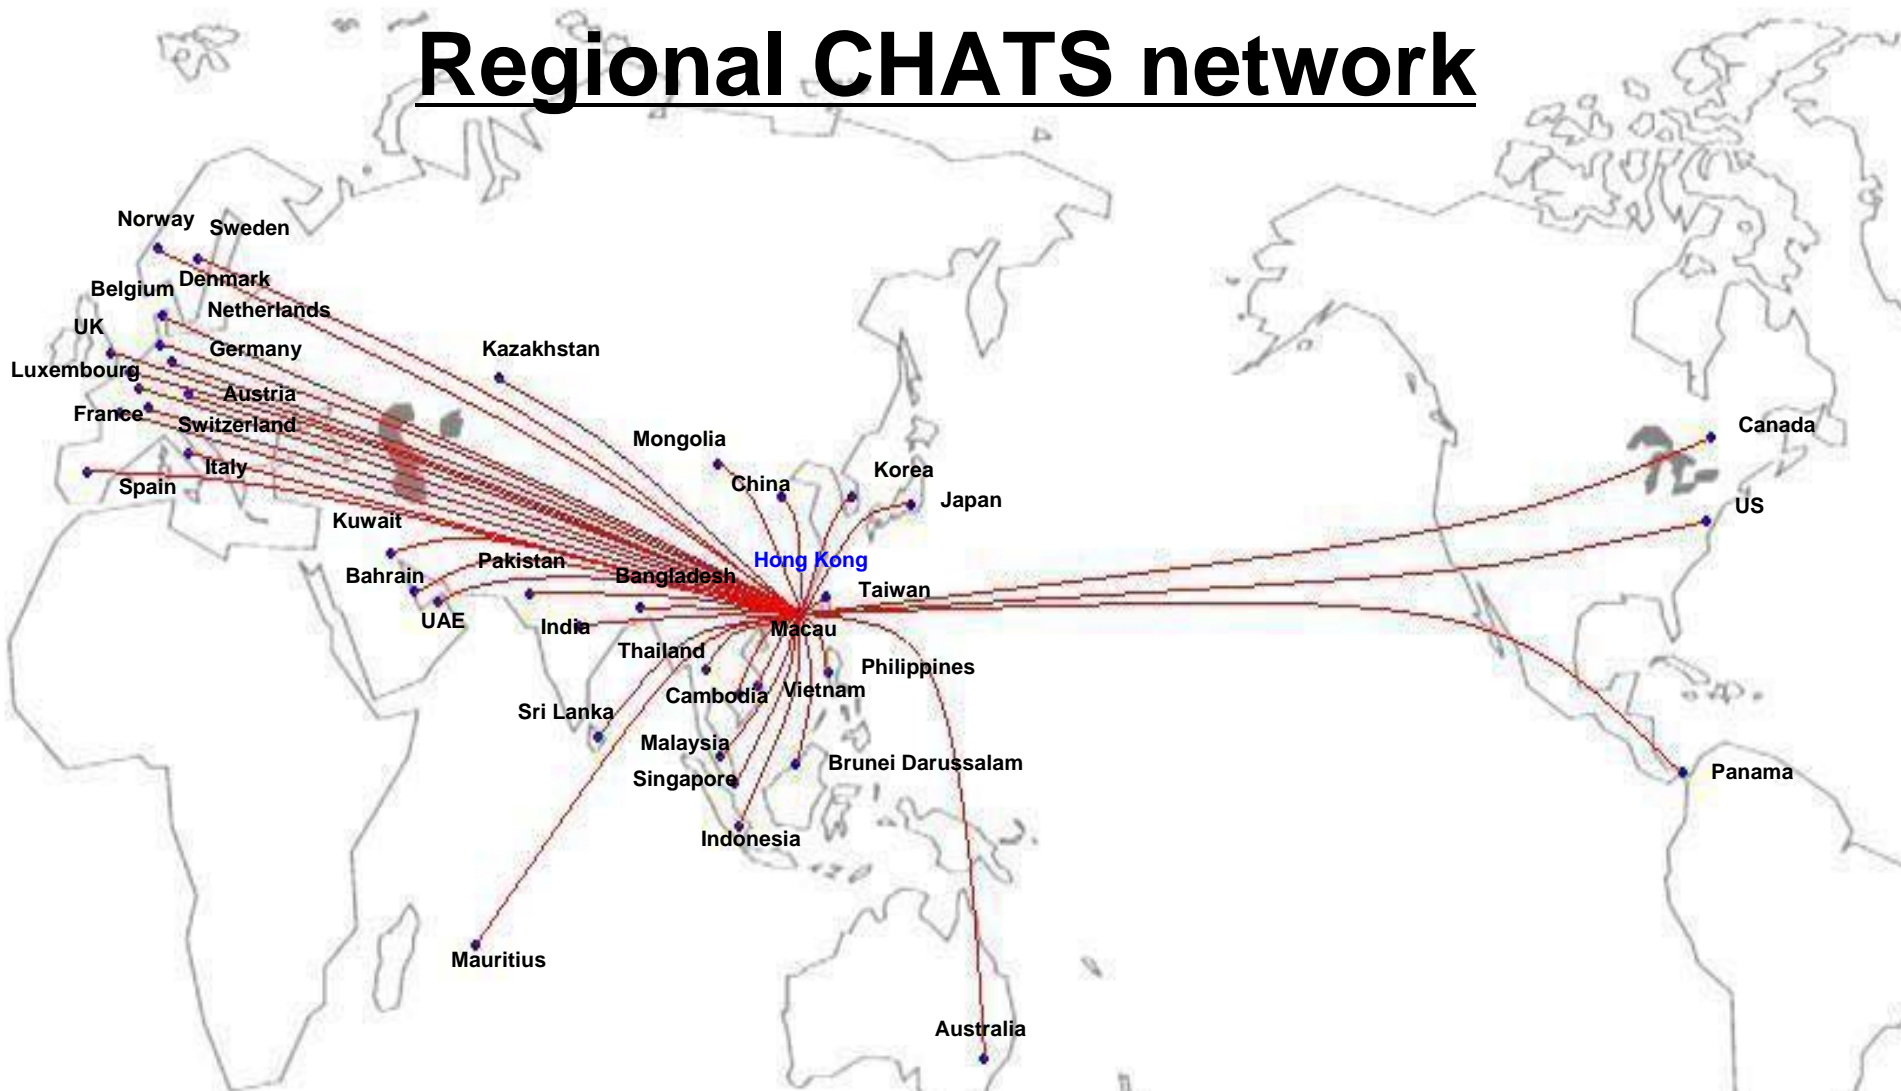 Regional CHATS network
Norway
Sweden
Denmark
Belgium
Netherlands
UK
Germany
Kazakhstan
Luxembourg
Austria
France
Switzerland
Canada
Mongolia
Italy
Korea
China
Spain
Japan
US
Kuwait
Hong Kong
Pakistan
Bahrain
Bangladesh
Taiwan
UAE
India
Macau
Thailand
Philippines
Cambodia
Vietnam
Sri Lanka
Malaysia
Brunei Darussalam
Panama
Singapore
Indonesia
Mauritius
Australia